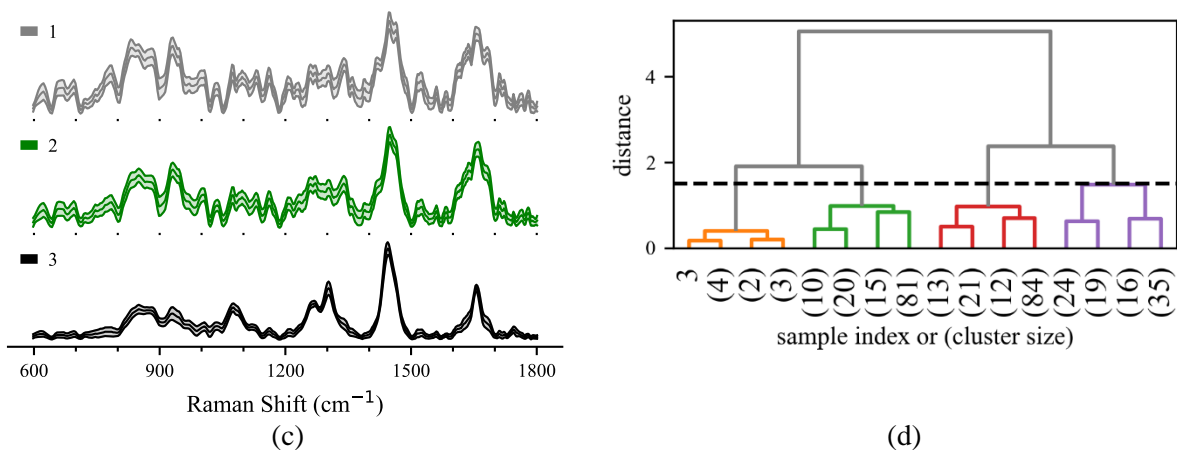 1
2
3
600 900 1200 1500 1800
Raman Shift (cm⁻¹)
(c)
distance
4
2
0
3 (4) (2) (3) (10) (20) (15) (81) (13) (21) (12) (84) (24) (19) (16) (35)
sample index or (cluster size)
(d)